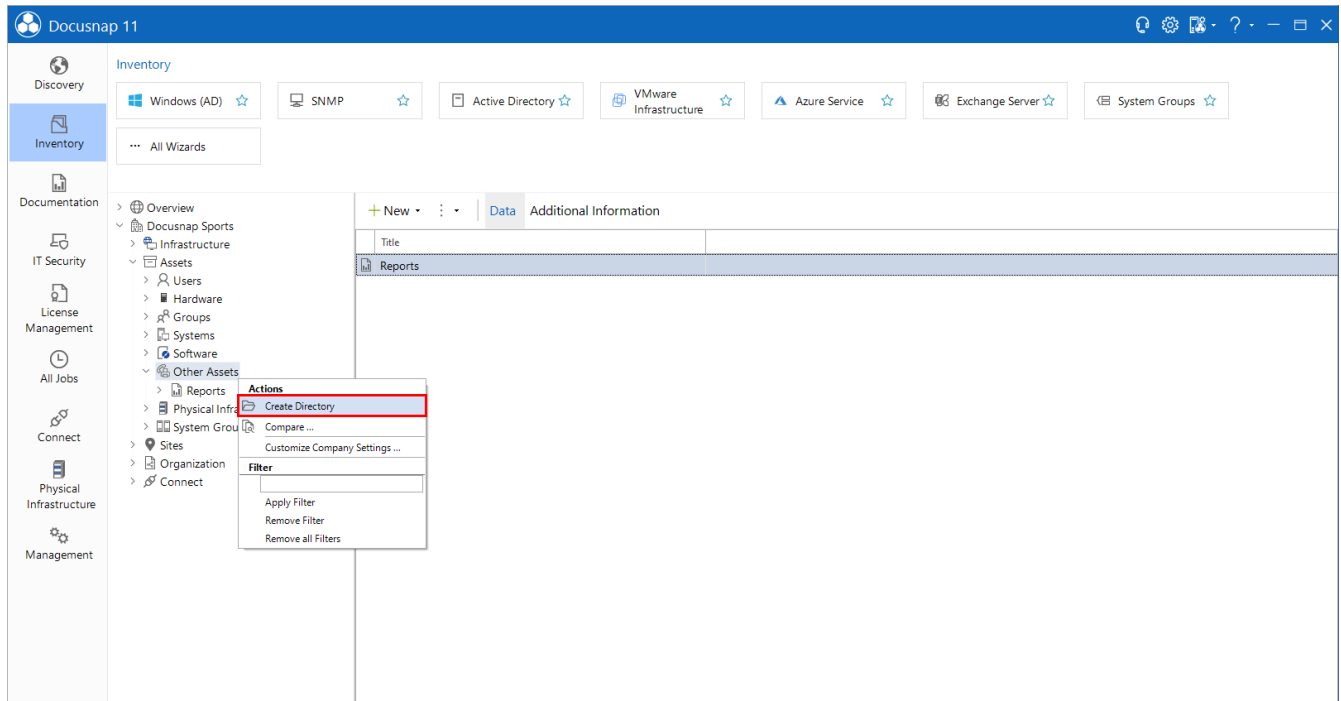 Docusnap 11
?
Discovery
Inventory
Documentation
IT Security
License
Management
All Jobs
Connect
Physical
Infrastructure
Management
Inventory
Windows (AD)
SNMP
Active Directory
VMware
Infrastructure
Azure Service
Exchange Server
System Groups
All Wizards
Overview
Docusnap Sports
Infrastructure
Assets
Users
Hardware
Groups
Systems
Software
Other Assets
Reports
Physical Infra
System Grou
Sites
Organization
Connect
Actions
Create Directory
Compare ...
Customize Company Settings ...
Filter
Apply Filter
Remove Filter
Remove all Filters
New
Data Additional Information
Title
Reports